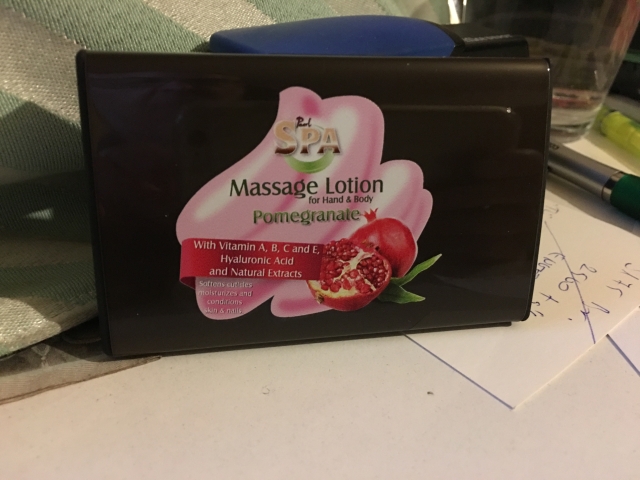 SPA
Massage Lotion
for Hand & Body
Pomegranate
With Vitamin A, B, C and E,
Hyaluronic Acid
and Natural Extracts
Softens cuticles
moisturizes and
conditions
skin & nails
2560 +